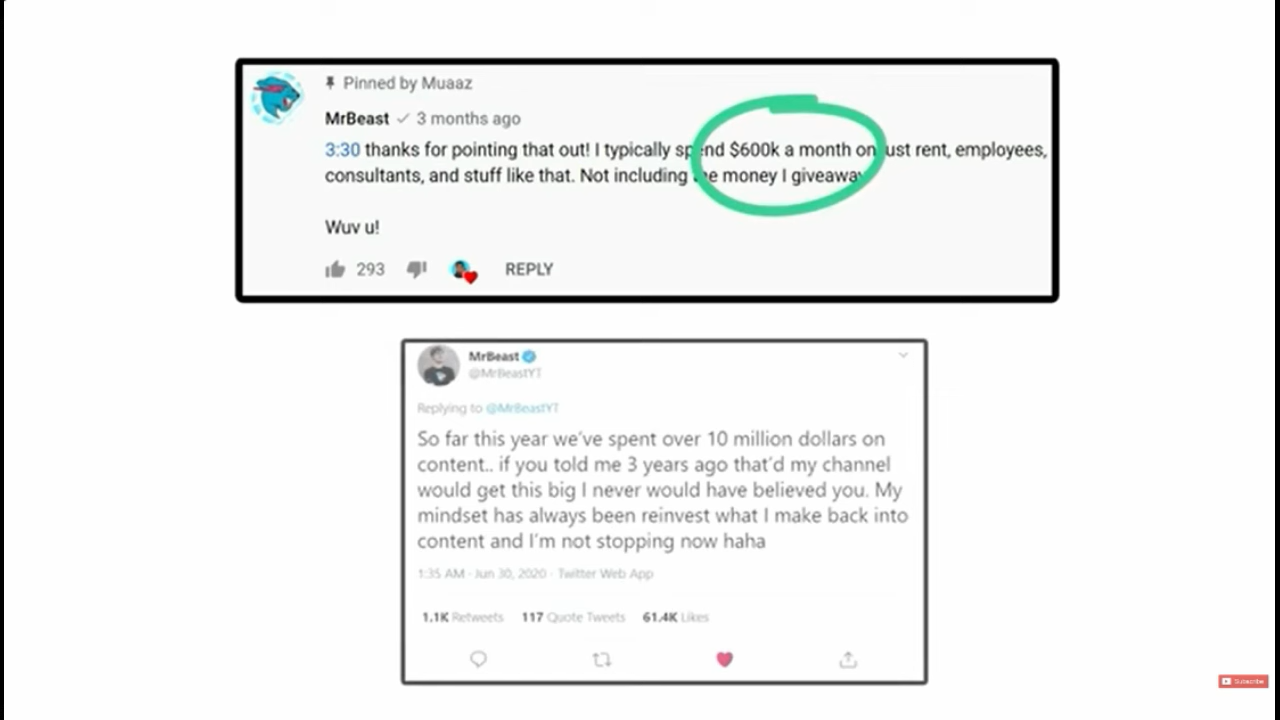 Pinned by Muaaz
MrBeast 3 months ago
3:30 thanks for pointing that out! I typically spend $600k a month on just rent, employees,
consultants, and stuff like that. Not including the money I giveaway
Wuv u!
293 REPLY
MrBeast
@MrBeastYT
Replying to @MrBeastYT
So far this year we've spent over 10 million dollars on
content.. if you told me 3 years ago that'd my channel
would get this big I never would have believed you. My
mindset has always been reinvest what I make back into
content and I'm not stopping now haha
1:35 AM · Jun 30, 2020 · Twitter Web App
1.1K Retweets 117 Quote Tweets 61.4K Likes
Subscribe